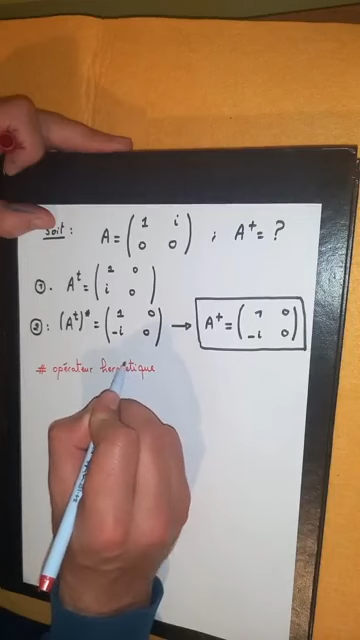 Soit : A = ( 1 i ; A⁺ = ?
0 0 )
①. Aᵗ = ( 1 0
i 0 )
②: (Aᵗ)* = ( 1 0 → A⁺ = ( 1 0
-i 0 ) -i 0 )
# opérateur hermétique